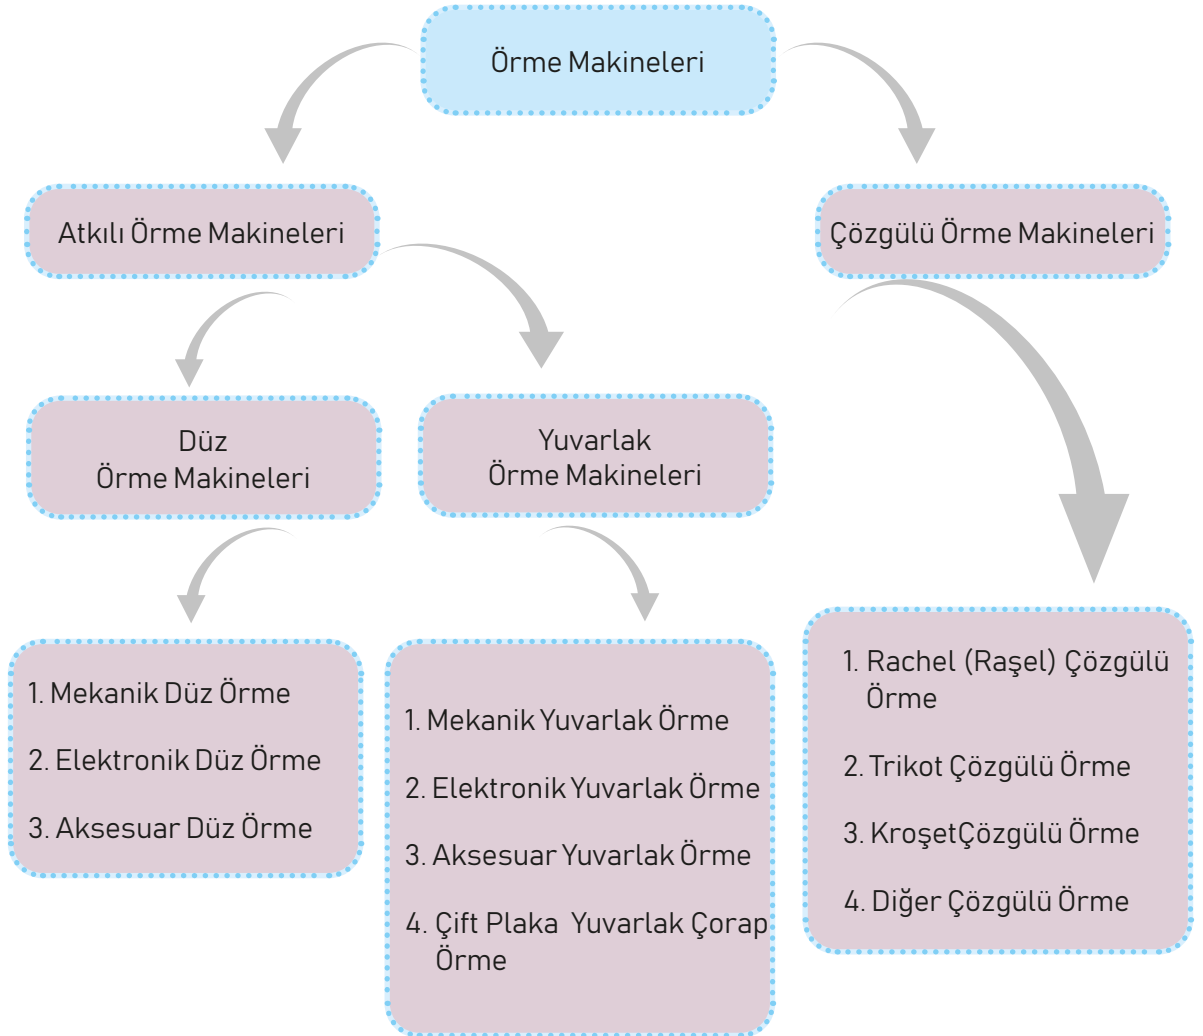 Örme Makineleri
Atkılı Örme Makineleri
Çözgülü Örme Makineleri
Düz
Örme Makineleri
Yuvarlak
Örme Makineleri
1. Mekanik Düz Örme
2. Elektronik Düz Örme
3. Aksesuar Düz Örme
1. Mekanik Yuvarlak Örme
2. Elektronik Yuvarlak Örme
3. Aksesuar Yuvarlak Örme
4. Çift Plaka Yuvarlak Çorap
Örme
1. Rachel (Raşel) Çözgülü
Örme
2. Trikot Çözgülü Örme
3. KroşetÇözgülü Örme
4. Diğer Çözgülü Örme